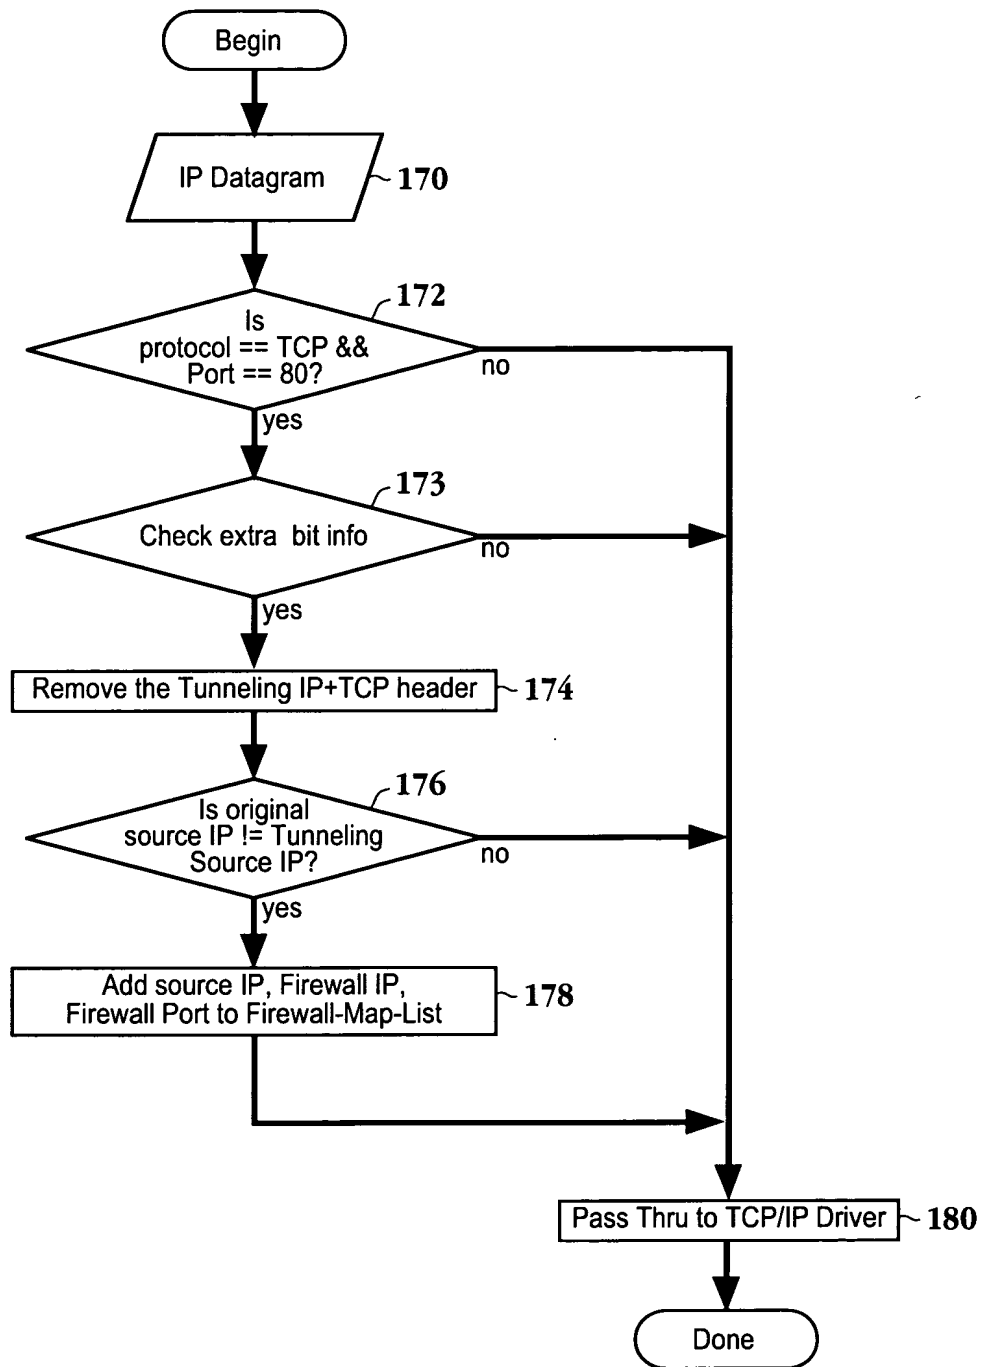 Begin
IP Datagram
170
172
Is
protocol == TCP &&
Port == 80?
no
yes
173
Check extra bit info
no
yes
Remove the Tunneling IP+TCP header
174
176
Is original
source IP != Tunneling
Source IP?
no
yes
Add source IP, Firewall IP,
Firewall Port to Firewall-Map-List
178
Pass Thru to TCP/IP Driver
180
Done